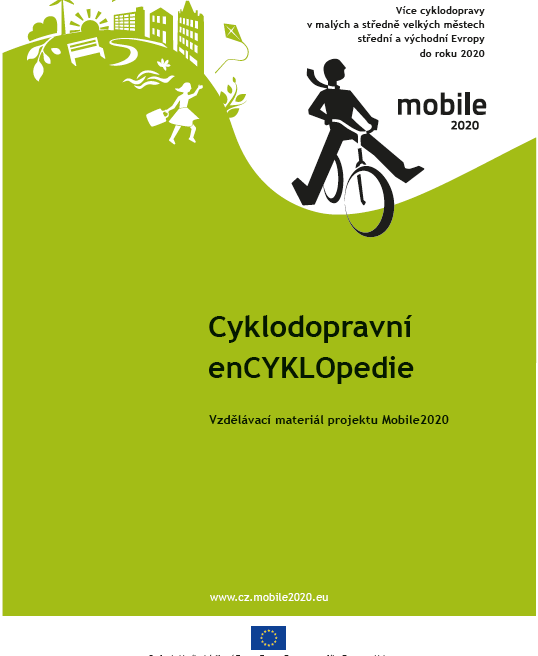 Více cyklodopravy
v malých a středně velkých městech
střední a východní Evropy
do roku 2020
mobile
2020
Cyklodopravní
enCYKLOpedie
Vzdělávací materiál projektu Mobile2020
www.cz.mobile2020.eu